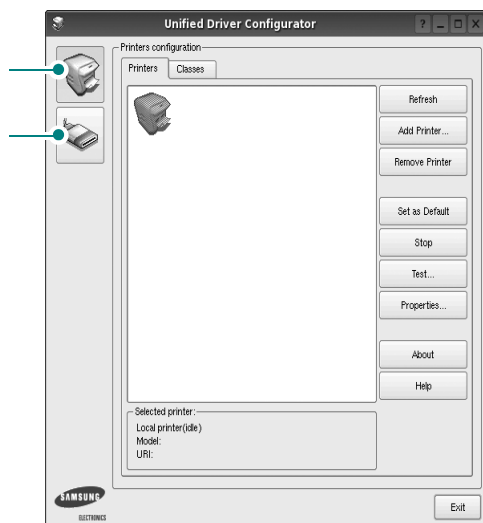 Unified Driver Configurator
Printers configuration
Printers
Classes
Refresh
Add Printer...
Remove Printer
Set as Default
Stop
Test...
Properties...
About
Help
Selected printer:
Local printer(idle)
Model:
URI:
SAMSUNG
ELECTRONICS
Exit